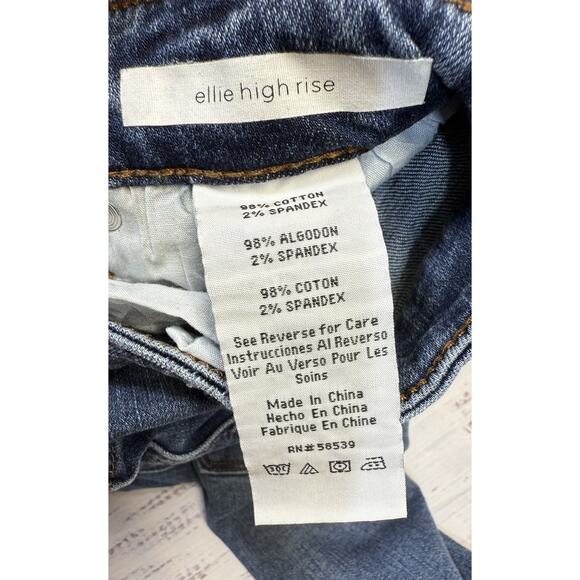 ellie high rise
98% COTTON
2% SPANDEX
98% ALGODON
2% SPANDEX
98% COTON
2% SPANDEX
See Reverse for Care
Instrucciones Al Reverso
Voir Au Verso Pour Les
Soins
Made In China
Hecho En China
Fabrique En Chine
RN#58539